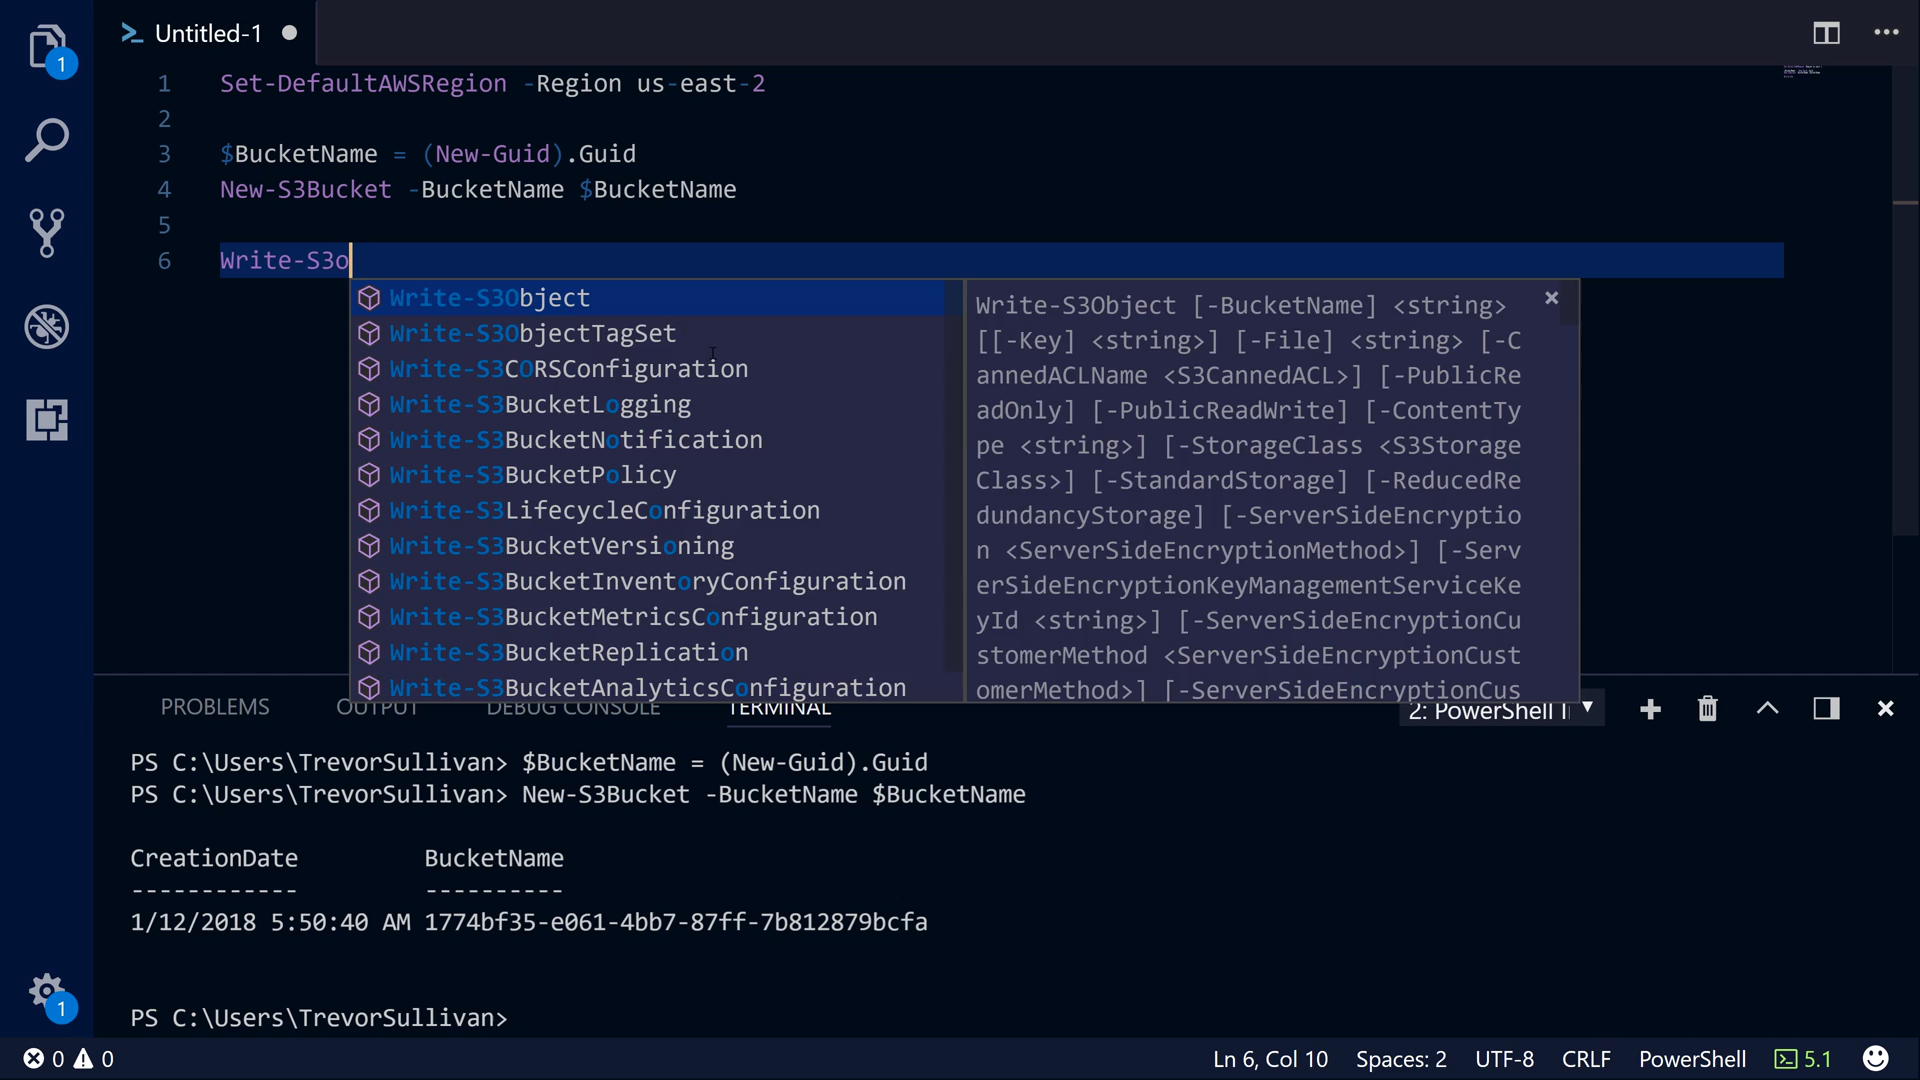 1
Untitled-1
1 Set-DefaultAWSRegion -Region us-east-2
2
3 $BucketName = (New-Guid).Guid
4 New-S3Bucket -BucketName $BucketName
5
6 Write-S3o
Write-S3Object
Write-S3ObjectTagSet
Write-S3CORSConfiguration
Write-S3BucketLogging
Write-S3BucketNotification
Write-S3BucketPolicy
Write-S3LifecycleConfiguration
Write-S3BucketVersioning
Write-S3BucketInventoryConfiguration
Write-S3BucketMetricsConfiguration
Write-S3BucketReplication
Write-S3BucketAnalyticsConfiguration
Write-S3Object [-BucketName] <string>
[[-Key] <string>] [-File] <string> [-C
annedACLName <S3CannedACL>] [-PublicRe
adOnly] [-PublicReadWrite] [-ContentTy
pe <string>] [-StorageClass <S3Storage
Class>] [-StandardStorage] [-ReducedRe
dundancyStorage] [-ServerSideEncryptio
n <ServerSideEncryptionMethod>] [-Serv
erSideEncryptionKeyManagementServiceKe
yId <string>] [-ServerSideEncryptionCu
stomerMethod <ServerSideEncryptionCust
omerMethod>] [-ServerSideEncryptionCus
PROBLEMS OUTPUT DEBUG CONSOLE TERMINAL 2: PowerShell I
PS C:\Users\TrevorSullivan> $BucketName = (New-Guid).Guid
PS C:\Users\TrevorSullivan> New-S3Bucket -BucketName $BucketName
CreationDate BucketName
------------ ----------
1/12/2018 5:50:40 AM 1774bf35-e061-4bb7-87ff-7b812879bcfa
PS C:\Users\TrevorSullivan>
1
0 0 Ln 6, Col 10 Spaces: 2 UTF-8 CRLF PowerShell 5.1